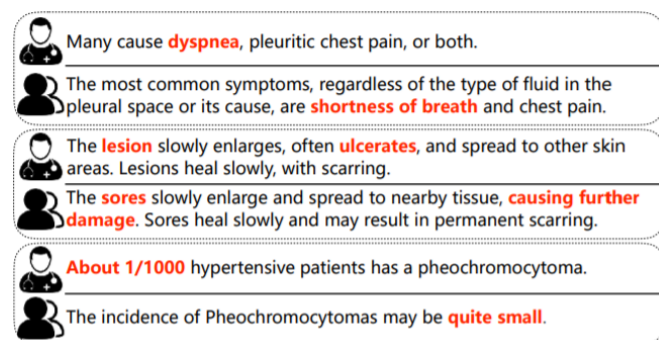 Many cause dyspnea, pleuritic chest pain, or both.
The most common symptoms, regardless of the type of fluid in the
pleural space or its cause, are shortness of breath and chest pain.
The lesion slowly enlarges, often ulcerates, and spread to other skin
areas. Lesions heal slowly, with scarring.
The sores slowly enlarge and spread to nearby tissue, causing further
damage. Sores heal slowly and may result in permanent scarring.
About 1/1000 hypertensive patients has a pheochromocytoma.
The incidence of Pheochromocytomas may be quite small.